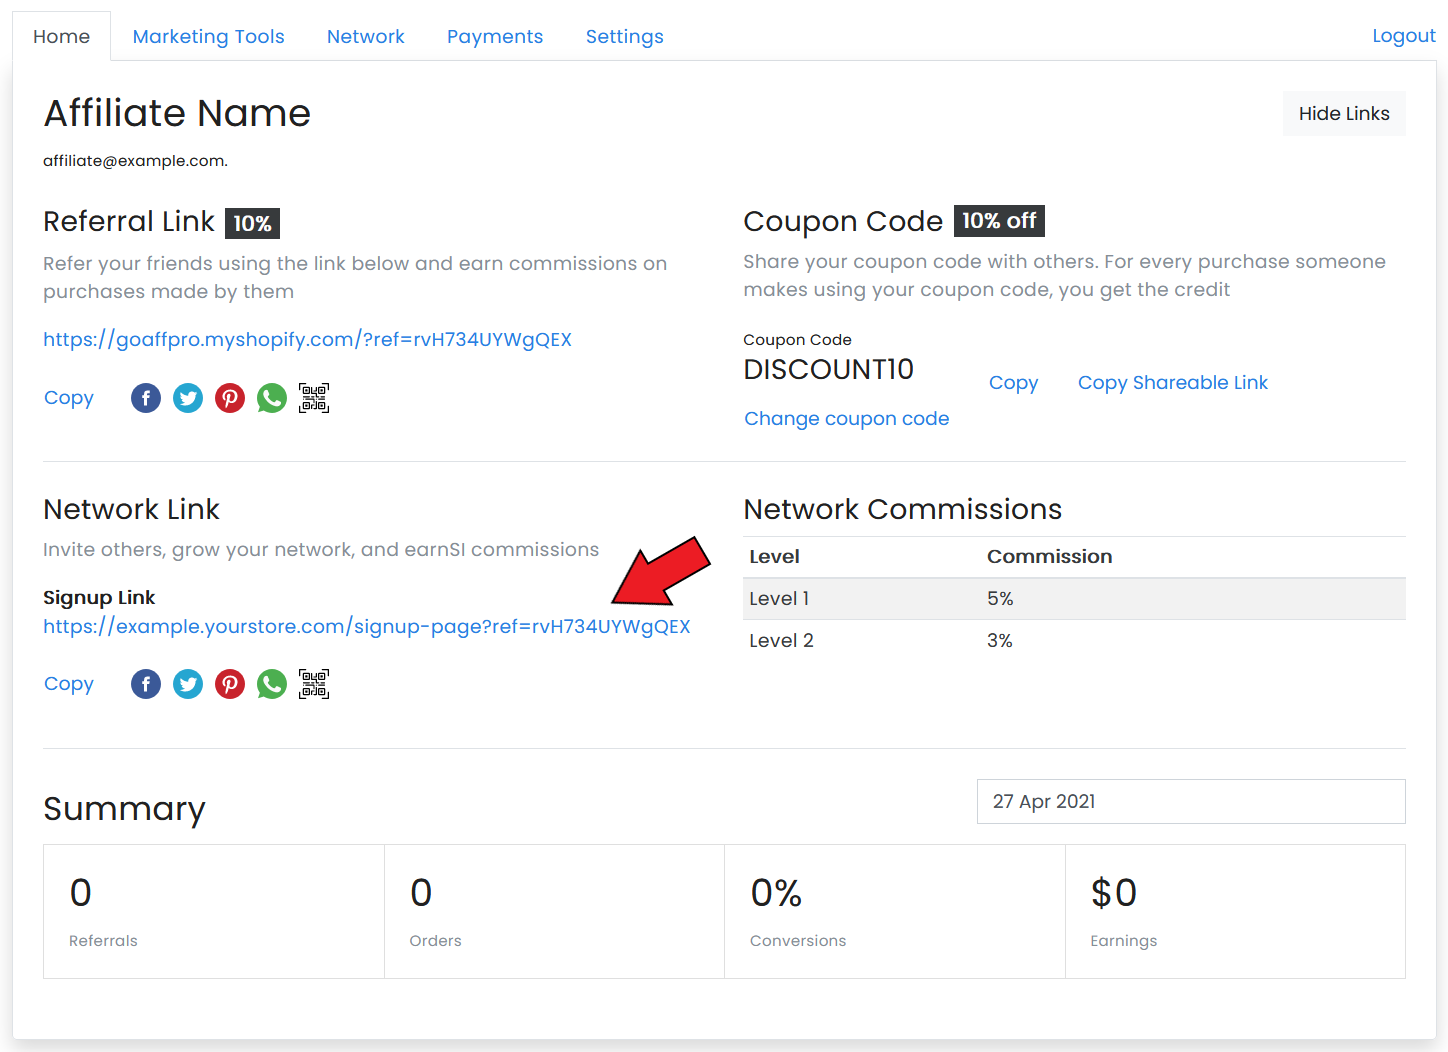 Home Marketing Tools Network Payments Settings Logout
Affiliate Name
Hide Links
affiliate@example.com.
Referral Link 10%
Refer your friends using the link below and earn commissions on
purchases made by them
https://goaffpro.myshopify.com/?ref=rvH734UYWgQEX
Copy
Coupon Code 10% off
Share your coupon code with others. For every purchase someone
makes using your coupon code, you get the credit
Coupon Code
DISCOUNT10
Copy Copy Shareable Link
Change coupon code
Network Link
Invite others, grow your network, and earnSI commissions
Signup Link
https://example.yourstore.com/signup-page?ref=rvH734UYWgQEX
Copy
Network Commissions
Level Commission
Level 1 5%
Level 2 3%
Summary
27 Apr 2021
0 0 0% $0
Referrals Orders Conversions Earnings